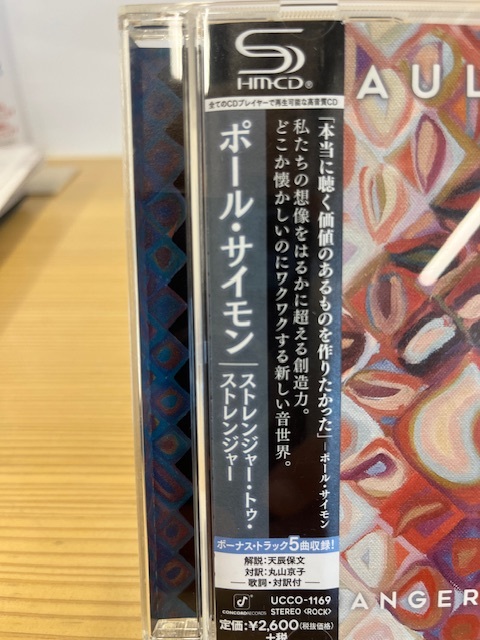 SHM-CD®
全てのCDプレイヤーで再生可能な高音質CD
「本当に聴く価値のあるものを作りたかった」—ポール・サイモン
私たちの想像をはるかに超える創造力。
どこか懐かしいのにワクワクする新しい音世界。
ポール・サイモン
ストレンジャー・トゥ・
ストレンジャー
ボーナス・トラック5曲収録!
解説:天辰保文
対訳:丸山京子
—歌詞・対訳付—
CONCORD RECORDS
UCCO-1169
STEREO <ROCK>
定価:¥2,600(税抜価格)
+税
AUL
ANGER